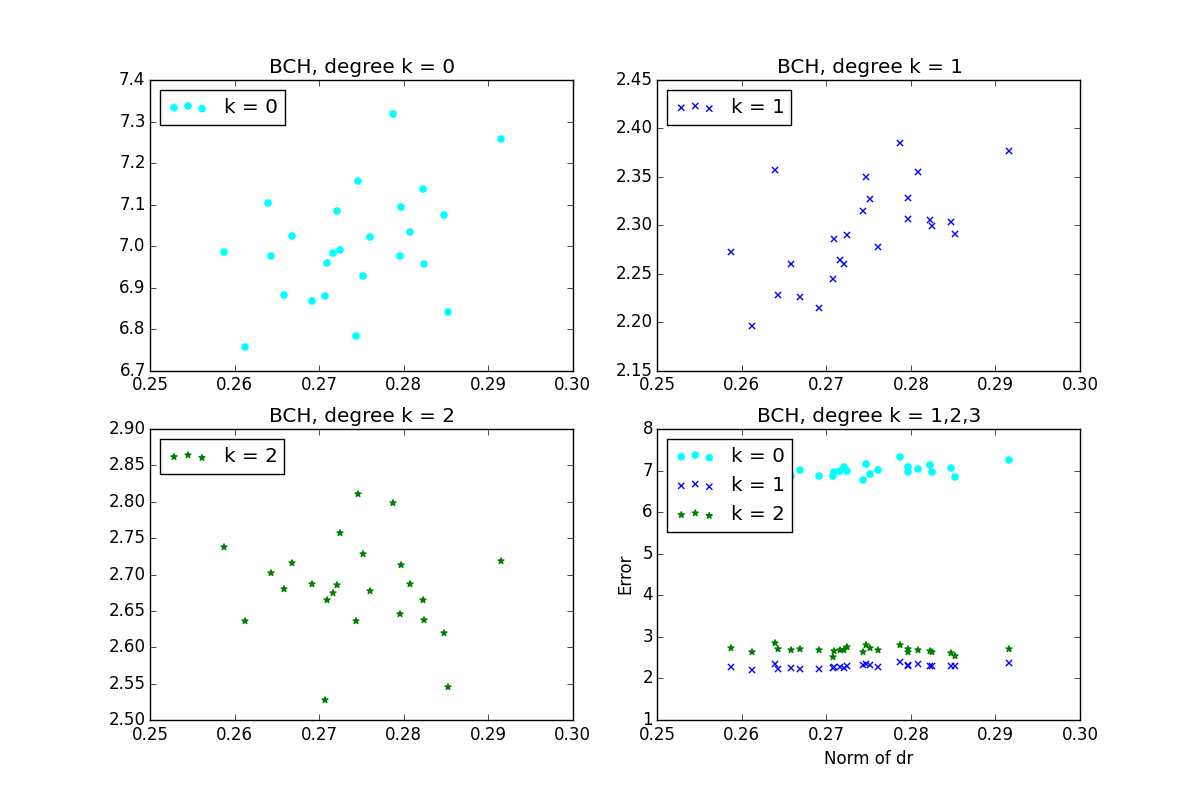 BCH, degree k = 0
7.4
7.3
7.2
7.1
7.0
6.9
6.8
6.7
k = 0
0.25 0.26 0.27 0.28 0.29 0.30
BCH, degree k = 1
2.45
2.40
2.35
2.30
2.25
2.20
2.15
k = 1
0.25 0.26 0.27 0.28 0.29 0.30
BCH, degree k = 2
2.90
2.85
2.80
2.75
2.70
2.65
2.60
2.55
2.50
k = 2
0.25 0.26 0.27 0.28 0.29 0.30
BCH, degree k = 1,2,3
8
7
6
5
4
3
2
1
Error
k = 0
k = 1
k = 2
0.25 0.26 0.27 0.28 0.29 0.30
Norm of dr